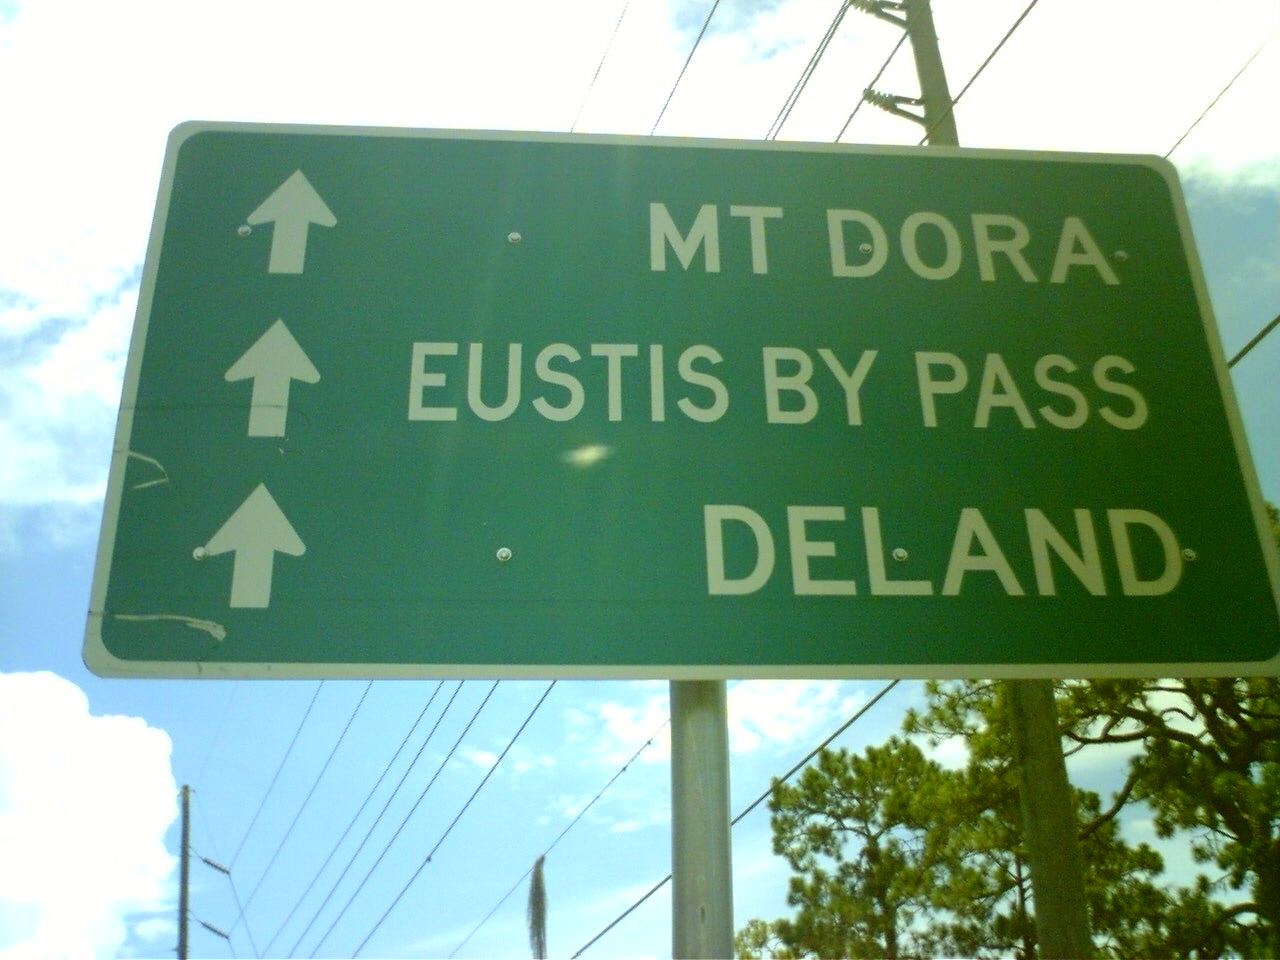 MT DORA
EUSTIS BY PASS
DELAND